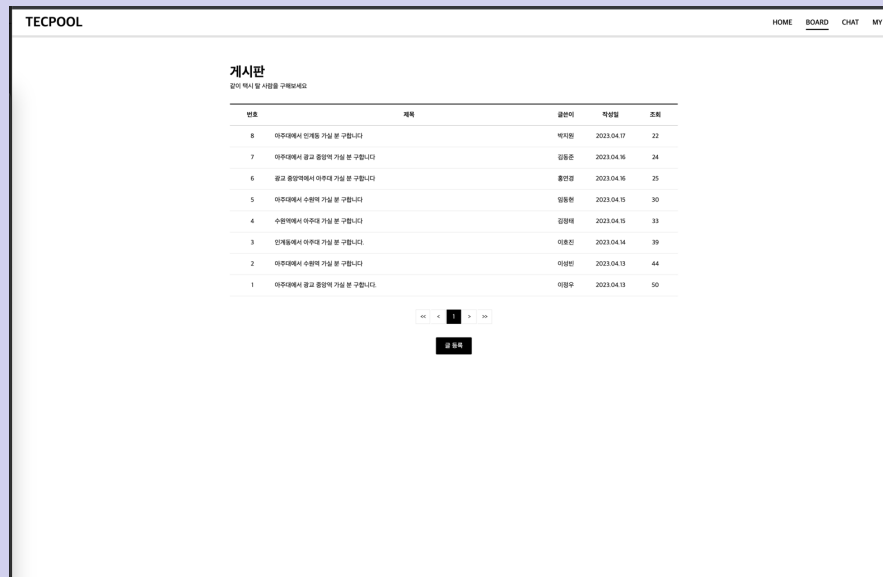 TECPOOL
HOME BOARD CHAT MY
게시판
같이 택시 탈 사람을 구해보세요
번호 제목 글쓴이 작성일 조회
8 아주대에서 인계동 가실 분 구합니다 박지원 2023.04.17 22
7 아주대에서 광교 중앙역 가실 분 구합니다 김동준 2023.04.16 24
6 광교 중앙역에서 아주대 가실 분 구합니다 홍연경 2023.04.16 25
5 아주대에서 수원역 가실 분 구합니다 임동현 2023.04.15 30
4 수원역에서 아주대 가실 분 구합니다 김정태 2023.04.15 33
3 인계동에서 아주대 가실 분 구합니다. 이호진 2023.04.14 39
2 아주대에서 수원역 가실 분 구합니다 이성빈 2023.04.13 44
1 아주대에서 광교 중앙역 가실 분 구합니다. 이정우 2023.04.13 50
<< < 1 > >>
글 등록